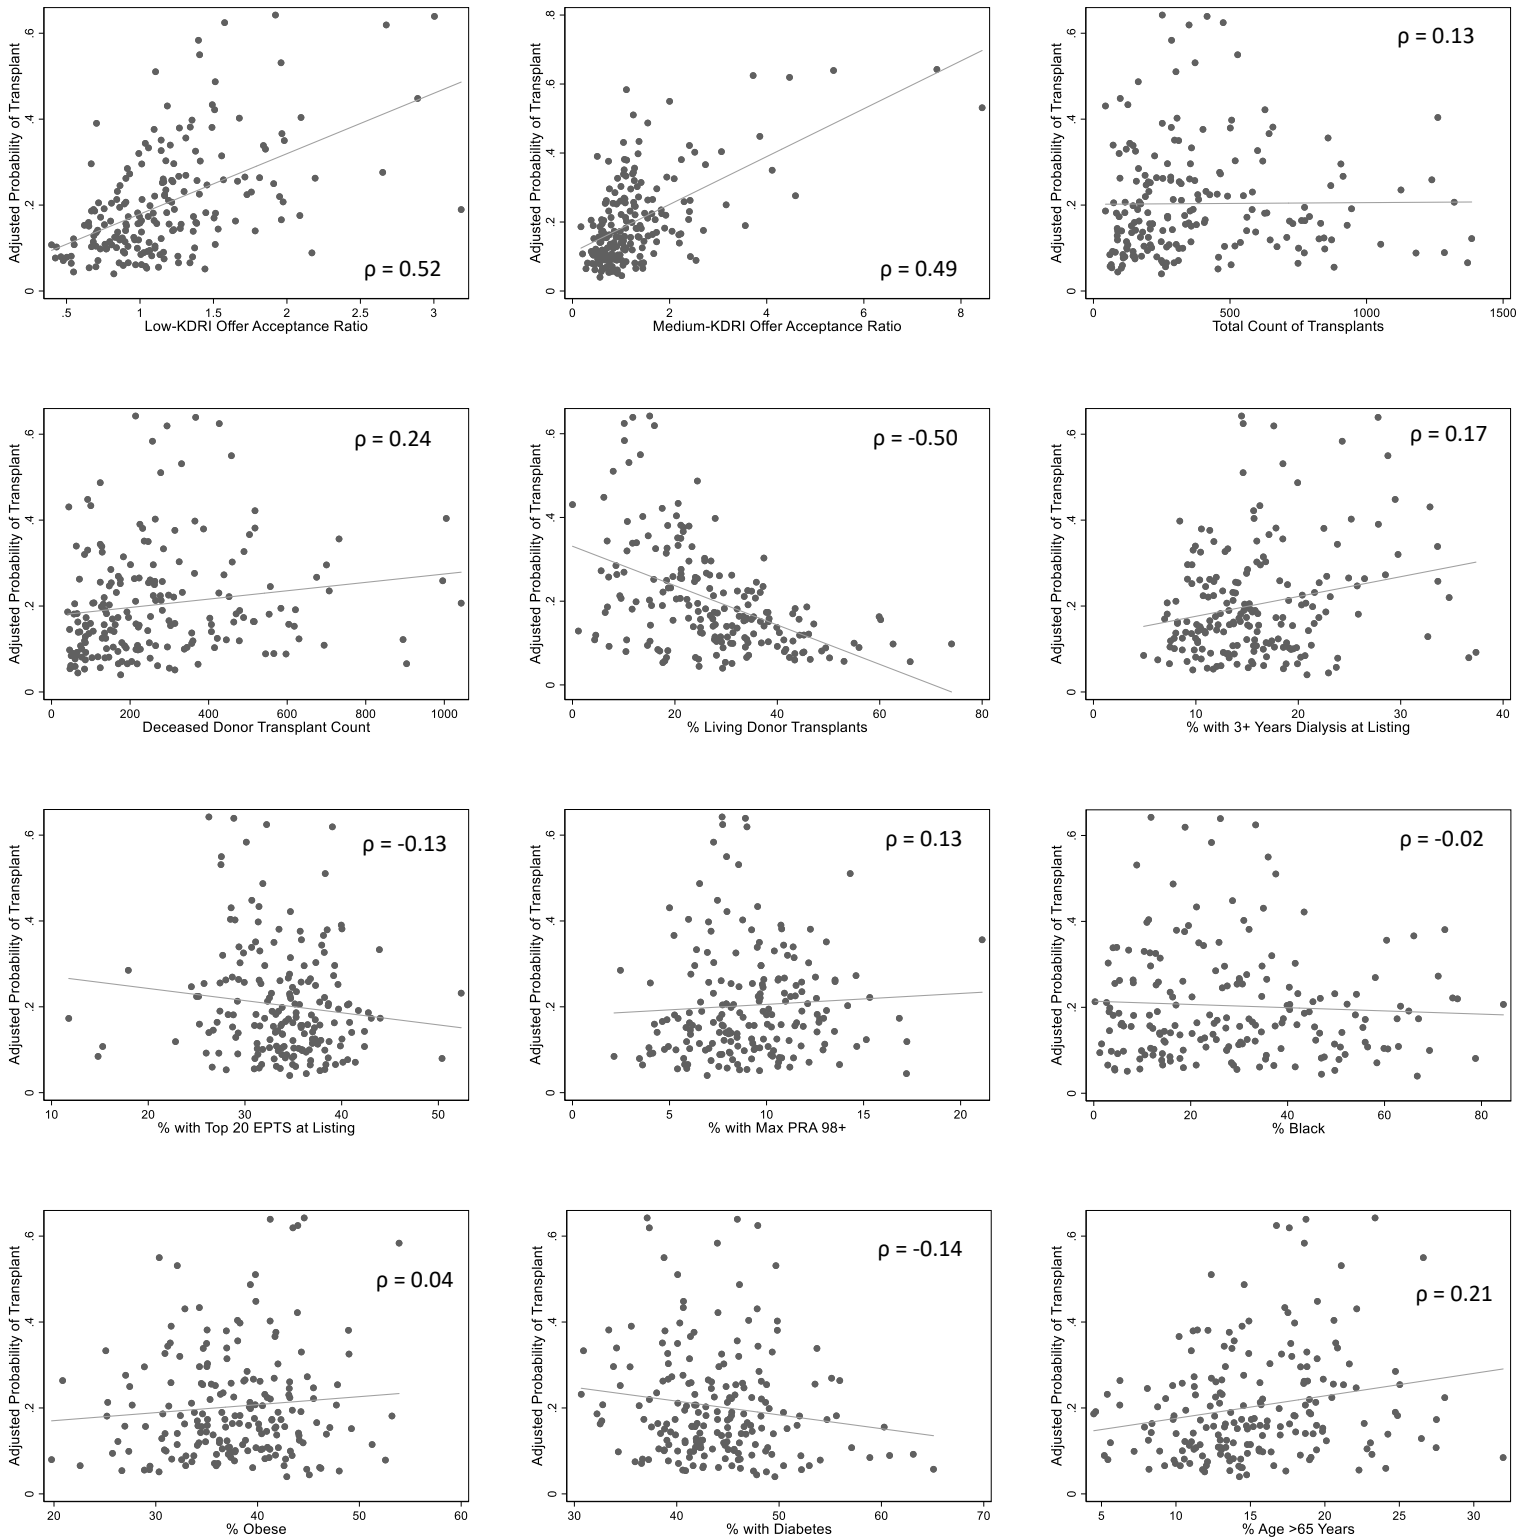 Adjusted Probability of Transplant
0 .2 .4 .6
ρ = 0.52
.5 1 1.5 2 2.5 3
Low-KDRI Offer Acceptance Ratio
Adjusted Probability of Transplant
0 .2 .4 .6 .8
ρ = 0.49
0 2 4 6 8
Medium-KDRI Offer Acceptance Ratio
Adjusted Probability of Transplant
0 .2 .4 .6
ρ = 0.13
0 500 1000 1500
Total Count of Transplants
Adjusted Probability of Transplant
0 .2 .4 .6
ρ = 0.24
0 200 400 600 800 1000
Deceased Donor Transplant Count
Adjusted Probability of Transplant
0 .2 .4 .6
ρ = -0.50
0 20 40 60 80
% Living Donor Transplants
Adjusted Probability of Transplant
0 .2 .4 .6
ρ = 0.17
0 10 20 30 40
% with 3+ Years Dialysis at Listing
Adjusted Probability of Transplant
0 .2 .4 .6
ρ = -0.13
10 20 30 40 50
% with Top 20 EPTS at Listing
Adjusted Probability of Transplant
0 .2 .4 .6
ρ = 0.13
0 5 10 15 20
% with Max PRA 98+
Adjusted Probability of Transplant
0 .2 .4 .6
ρ = -0.02
0 20 40 60 80
% Black
Adjusted Probability of Transplant
0 .2 .4 .6
ρ = 0.04
20 30 40 50 60
% Obese
Adjusted Probability of Transplant
0 .2 .4 .6
ρ = -0.14
30 40 50 60 70
% with Diabetes
Adjusted Probability of Transplant
0 .2 .4 .6
ρ = 0.21
5 10 15 20 25 30
% Age >65 Years